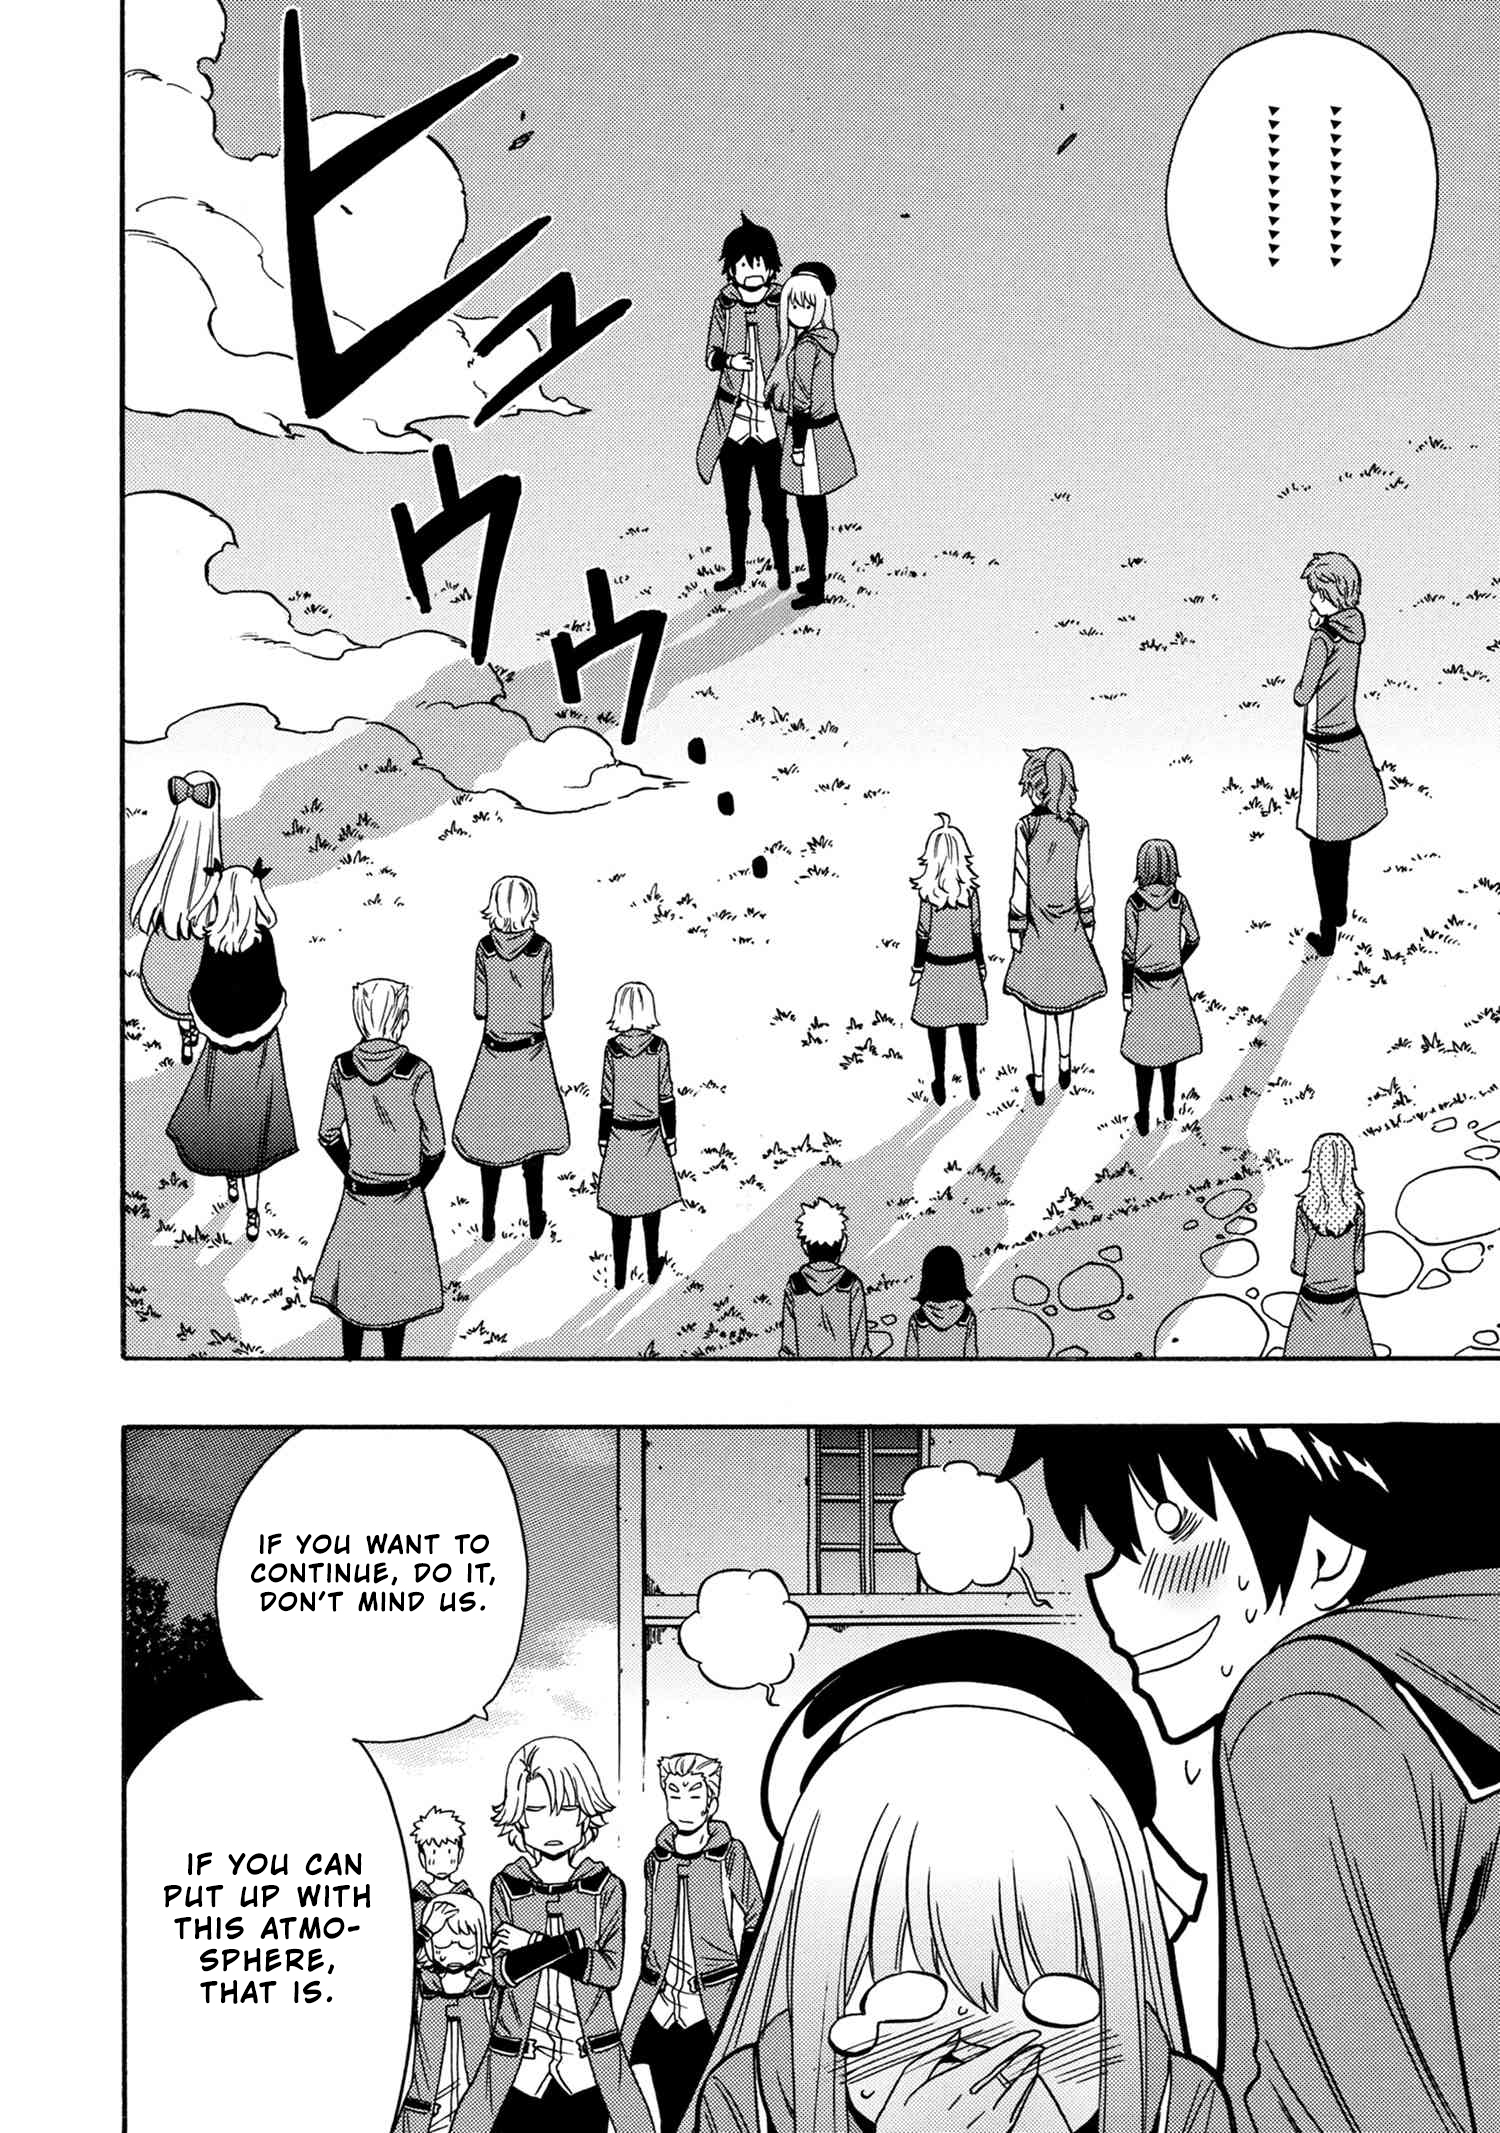 ………………
………………
ヒュウウ…
IF YOU WANT TO
CONTINUE, DO IT,
DON'T MIND US.
IF YOU CAN
PUT UP WITH
THIS ATMO-
SPHERE,
THAT IS.